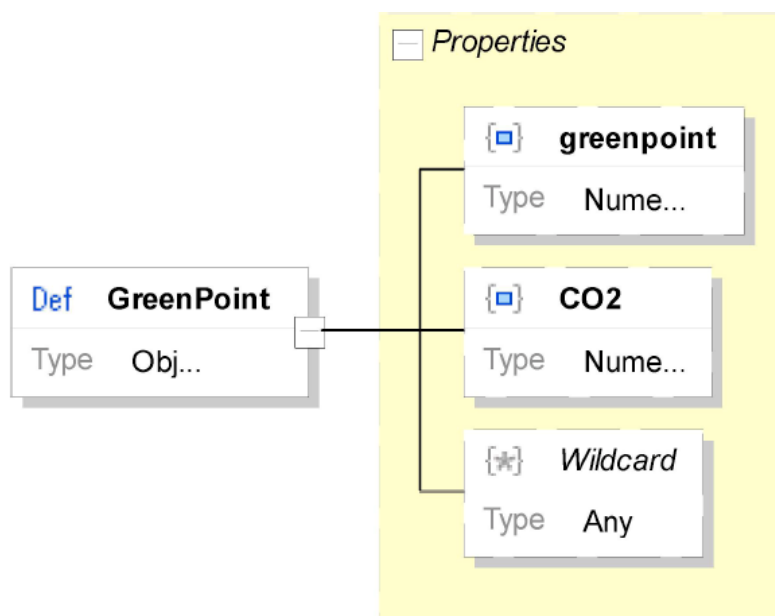 Properties
greenpoint
Type Nume...
Def GreenPoint
Type Obj...
CO2
Type Nume...
{*} Wildcard
Type Any